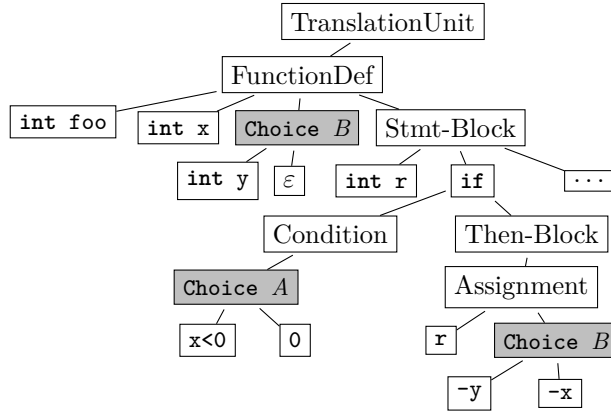 TranslationUnit
FunctionDef
int foo
int x
Choice B
Stmt-Block
int y
ε
int r
if
...
Condition
Then-Block
Choice A
Assignment
x<0
0
r
Choice B
-y
-x